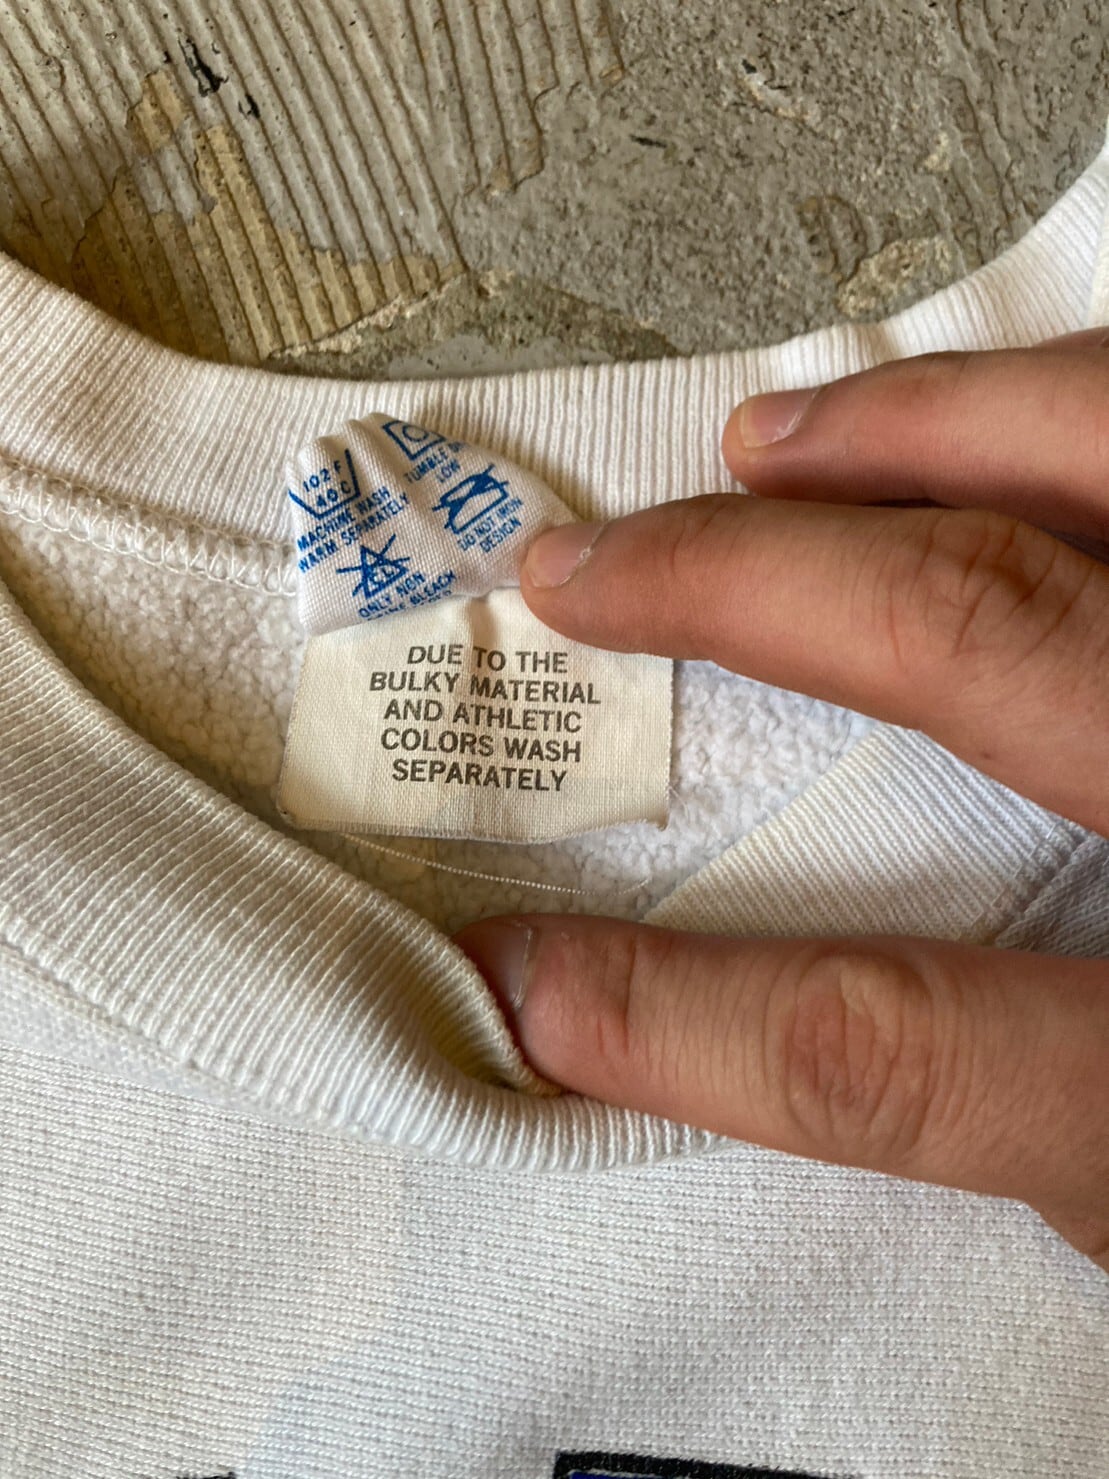 102 F
40 C
MACHINE WASH
WARM SEPARATELY
TUMBLE
LOW
DO NOT IRON
DESIGN
ONLY NON
BLEACH
DUE TO THE
BULKY MATERIAL
AND ATHLETIC
COLORS WASH
SEPARATELY